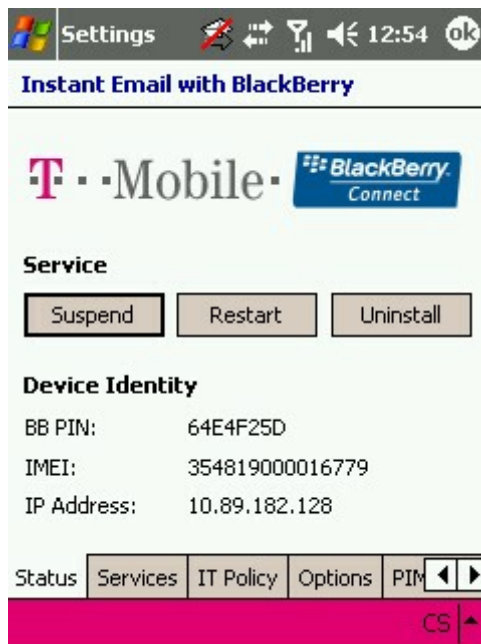 Settings 12:54 ok
Instant Email with BlackBerry
T··Mobile· BlackBerry. Connect
Service
Suspend Restart Uninstall
Device Identity
BB PIN: 64E4F25D
IMEI: 354819000016779
IP Address: 10.89.182.128
Status Services IT Policy Options PIM
CS